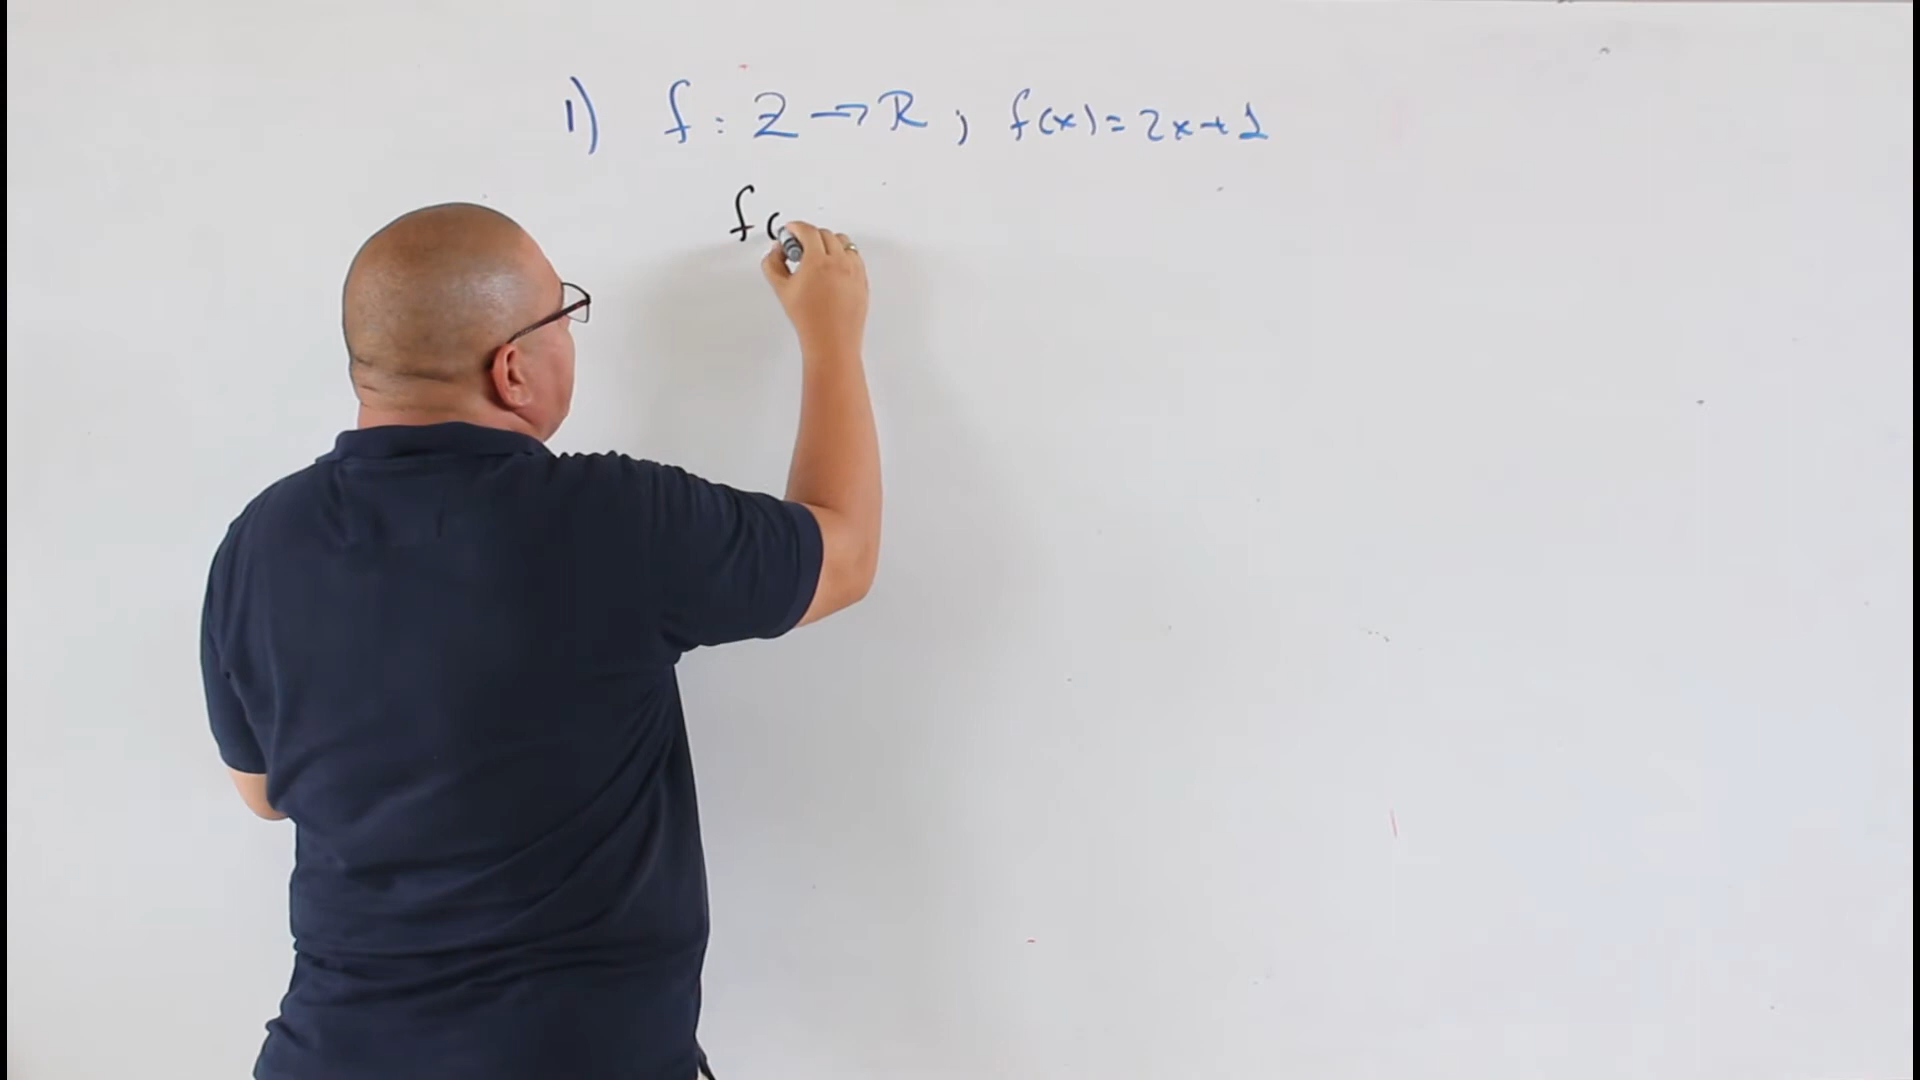 1) f : Z → R ; f(x) = 2x + 1
f(